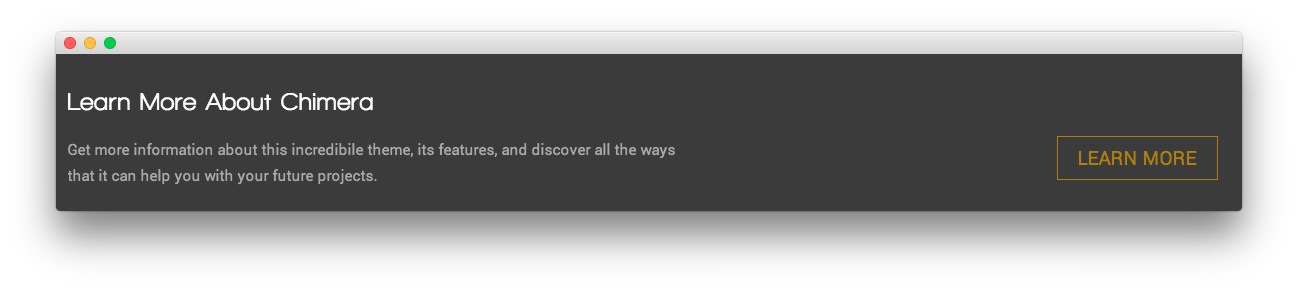 Learn More About Chimera
Get more information about this incredibile theme, its features, and discover all the ways
that it can help you with your future projects.
LEARN MORE